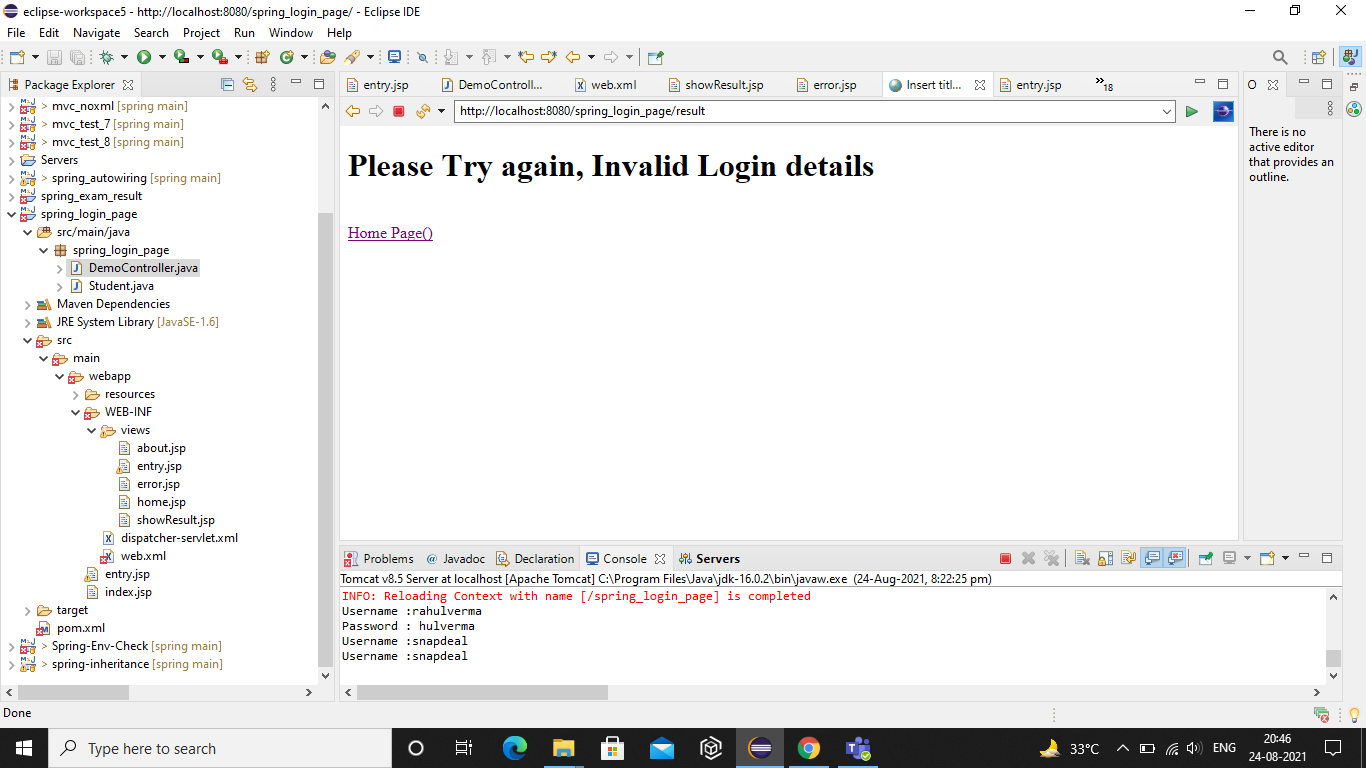 eclipse-workspace5 - http://localhost:8080/spring_login_page/ - Eclipse IDE
File Edit Navigate Search Project Run Window Help
Package Explorer
> mvc_noxml [spring main]
> mvc_test_7 [spring main]
> mvc_test_8 [spring main]
Servers
> spring_autowiring [spring main]
spring_exam_result
spring_login_page
src/main/java
spring_login_page
DemoController.java
Student.java
Maven Dependencies
JRE System Library [JavaSE-1.6]
src
main
webapp
resources
WEB-INF
views
about.jsp
entry.jsp
error.jsp
home.jsp
showResult.jsp
dispatcher-servlet.xml
web.xml
entry.jsp
index.jsp
target
pom.xml
> Spring-Env-Check [spring main]
> spring-inheritance [spring main]
entry.jsp DemoControll... web.xml showResult.jsp error.jsp Insert titl... entry.jsp »18
http://localhost:8080/spring_login_page/result
Please Try again, Invalid Login details
Home Page()
O
There is no
active editor
that provides an
outline.
Problems @ Javadoc Declaration Console Servers
Tomcat v8.5 Server at localhost [Apache Tomcat] C:\Program Files\Java\jdk-16.0.2\bin\javaw.exe (24-Aug-2021, 8:22:25 pm)
INFO: Reloading Context with name [/spring_login_page] is completed
Username :rahulverma
Password : hulverma
Username :snapdeal
Username :snapdeal
Done
Type here to search
33°C
ENG
20:46
24-08-2021